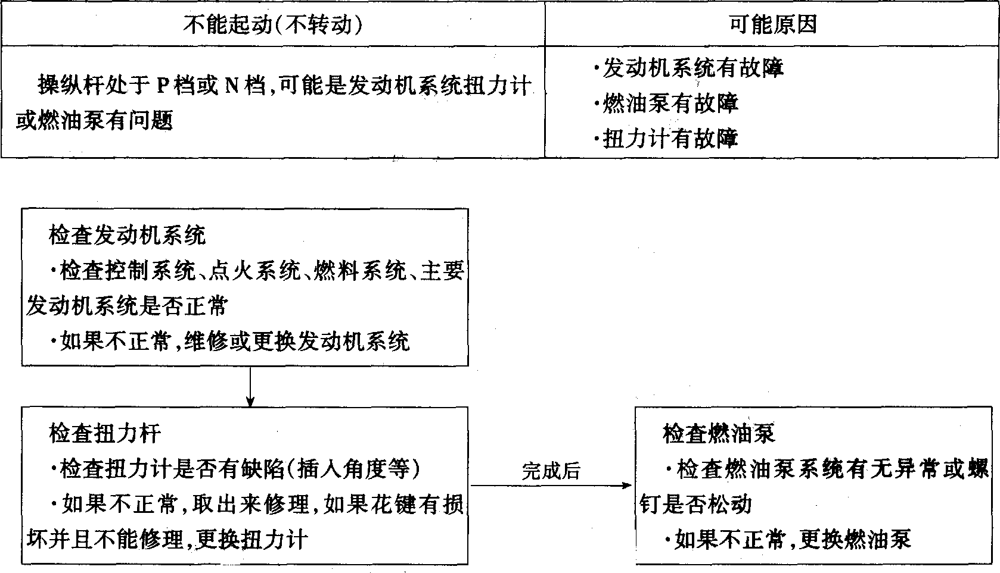 不能起动(不转动)
可能原因
操纵杆处于P档或N档,可能是发动机系统扭力计
或燃油泵有问题
·发动机系统有故障
·燃油泵有故障
·扭力计有故障
检查发动机系统
·检查控制系统、点火系统、燃料系统、主要
发动机系统是否正常
·如果不正常,维修或更换发动机系统
检查扭力杆
·检查扭力计是否有缺陷(插入角度等)
·如果不正常,取出来修理,如果花键有损
坏并且不能修理,更换扭力计
完成后
检查燃油泵
·检查燃油泵系统有无异常或螺
钉是否松动
·如果不正常,更换燃油泵